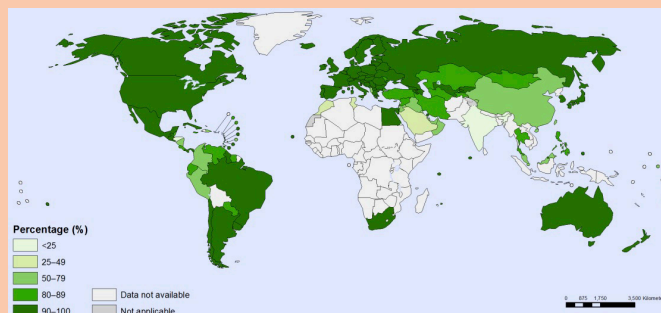 Percentage (%)
<25
25–49
50–79
80–89
90–100
Data not available
Not applicable
0 875 1,750 3,500 Kilomete